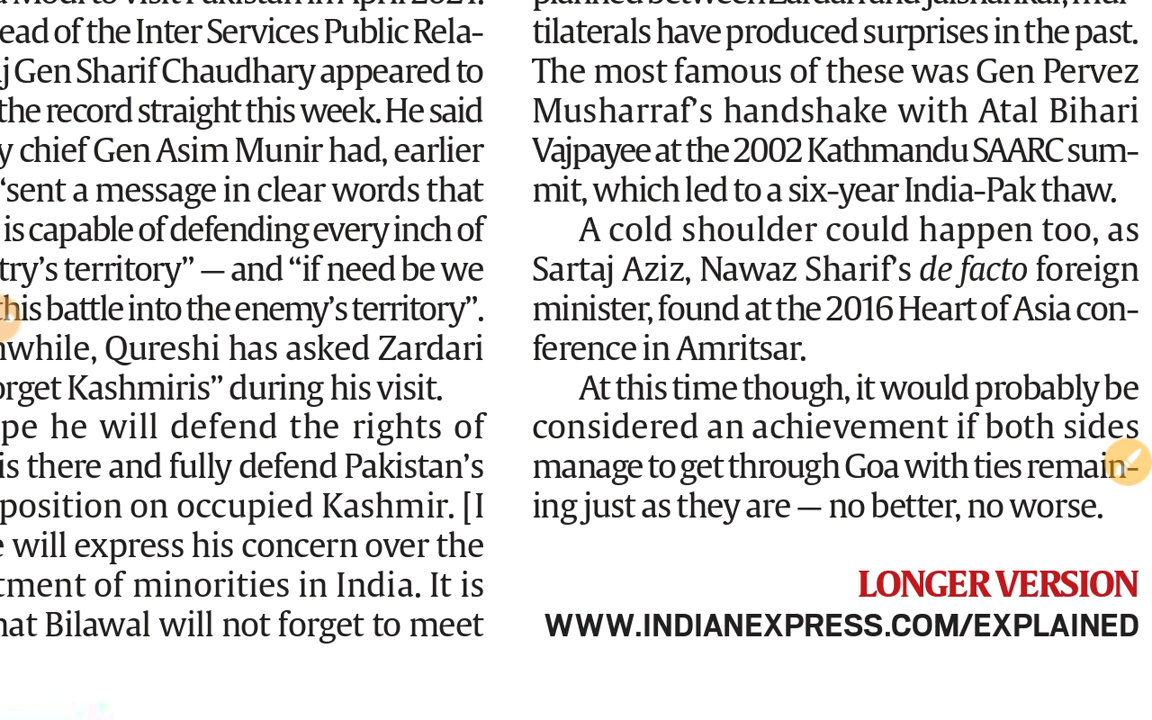 ead of the Inter Services Public Rela-
j Gen Sharif Chaudhary appeared to
the record straight this week. He said
y chief Gen Asim Munir had, earlier
“sent a message in clear words that
is capable of defending every inch of
try’s territory” — and “if need be we
this battle into the enemy’s territory”.
nwhile, Qureshi has asked Zardari
orget Kashmiris” during his visit.
pe he will defend the rights of
is there and fully defend Pakistan’s
position on occupied Kashmir. [I
e will express his concern over the
tment of minorities in India. It is
hat Bilawal will not forget to meet
planned between Zardari and Jaishankar, mul-
tilaterals have produced surprises in the past.
The most famous of these was Gen Pervez
Musharraf’s handshake with Atal Bihari
Vajpayee at the 2002 Kathmandu SAARC sum-
mit, which led to a six-year India-Pak thaw.
A cold shoulder could happen too, as
Sartaj Aziz, Nawaz Sharif’s de facto foreign
minister, found at the 2016 Heart of Asia con-
ference in Amritsar.
At this time though, it would probably be
considered an achievement if both sides
manage to get through Goa with ties remain-
ing just as they are — no better, no worse.
LONGER VERSION
WWW.INDIANEXPRESS.COM/EXPLAINED